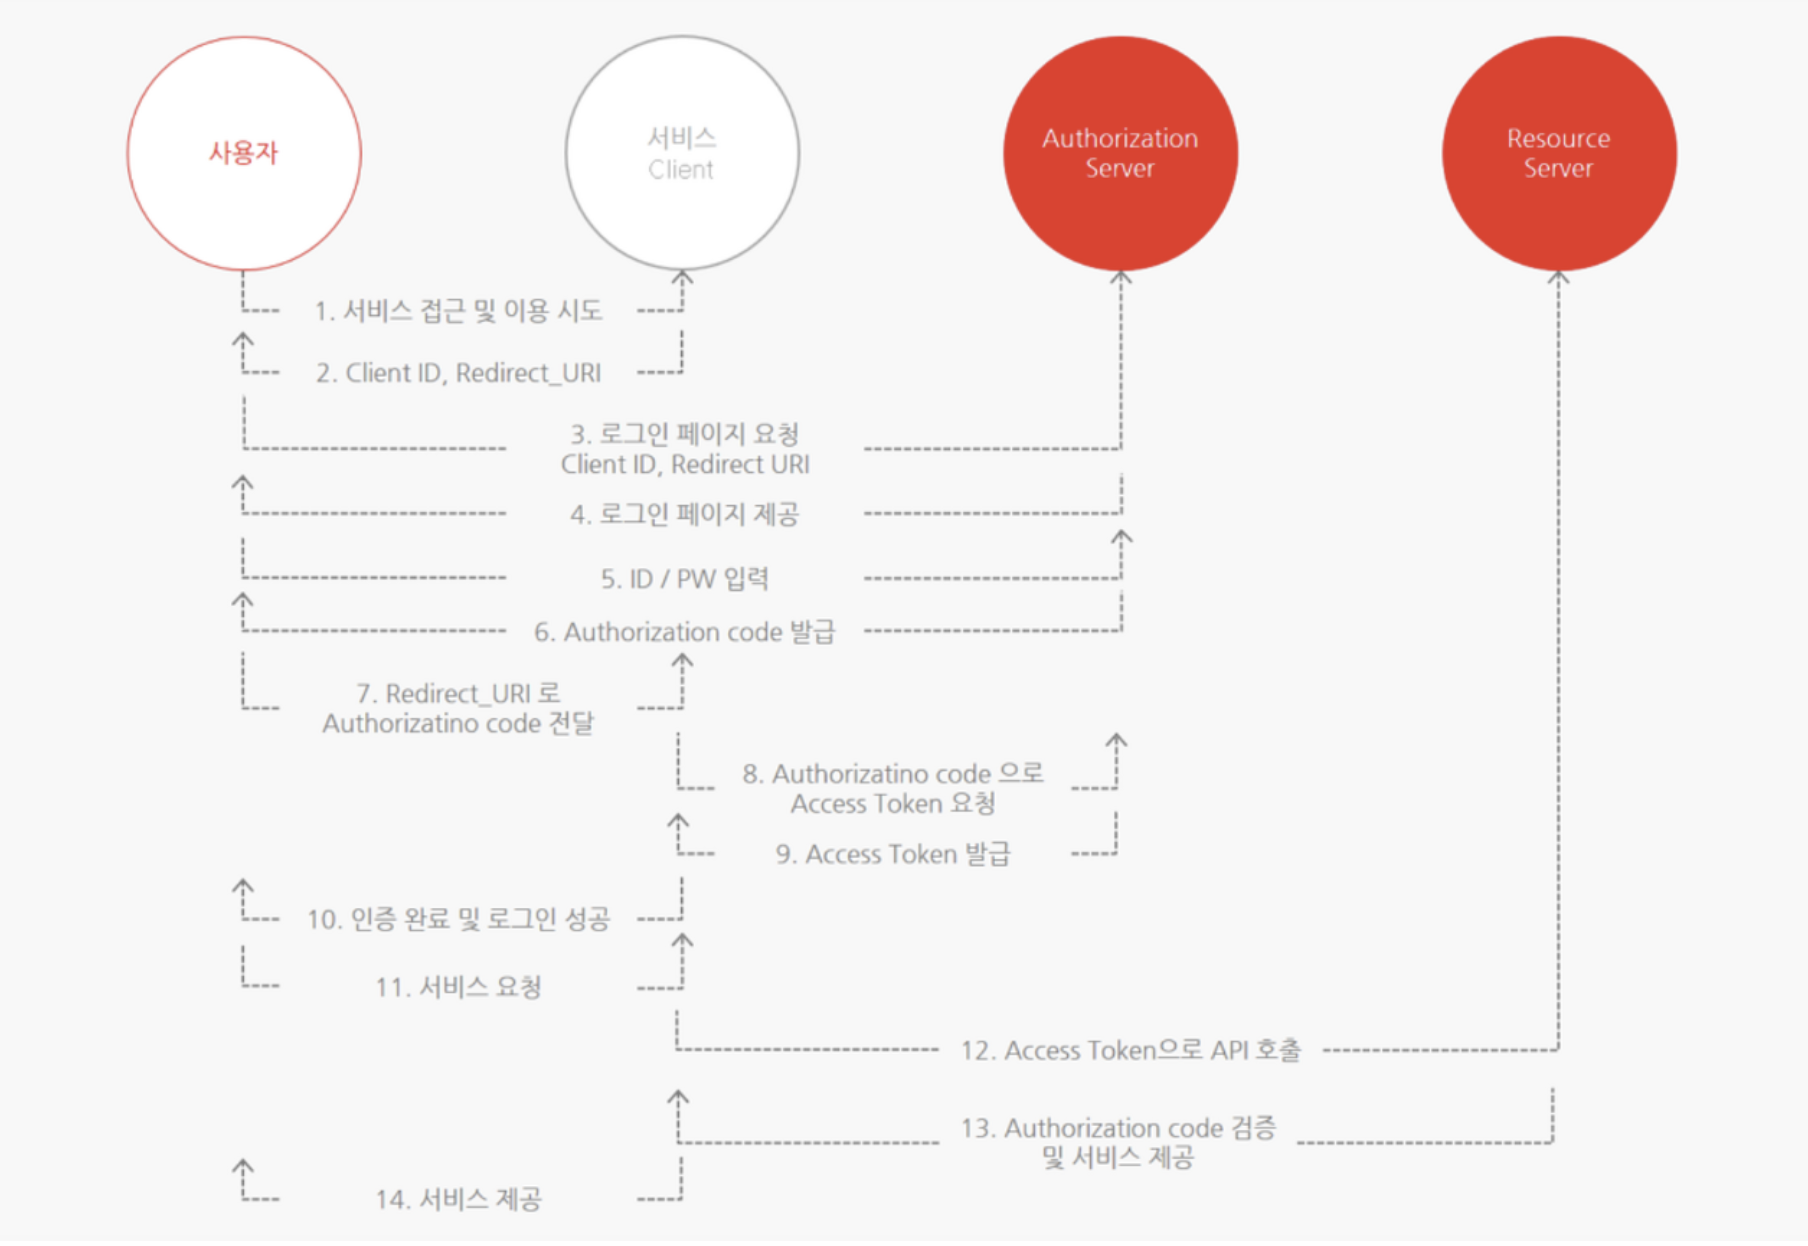 사용자
서비스
Client
Authorization
Server
Resource
Server
1. 서비스 접근 및 이용 시도
2. Client ID, Redirect_URI
3. 로그인 페이지 요청
Client ID, Redirect URI
4. 로그인 페이지 제공
5. ID / PW 입력
6. Authorization code 발급
7. Redirect_URI 로
Authorizatino code 전달
8. Authorizatino code 으로
Access Token 요청
9. Access Token 발급
10. 인증 완료 및 로그인 성공
11. 서비스 요청
12. Access Token으로 API 호출
13. Authorization code 검증
및 서비스 제공
14. 서비스 제공